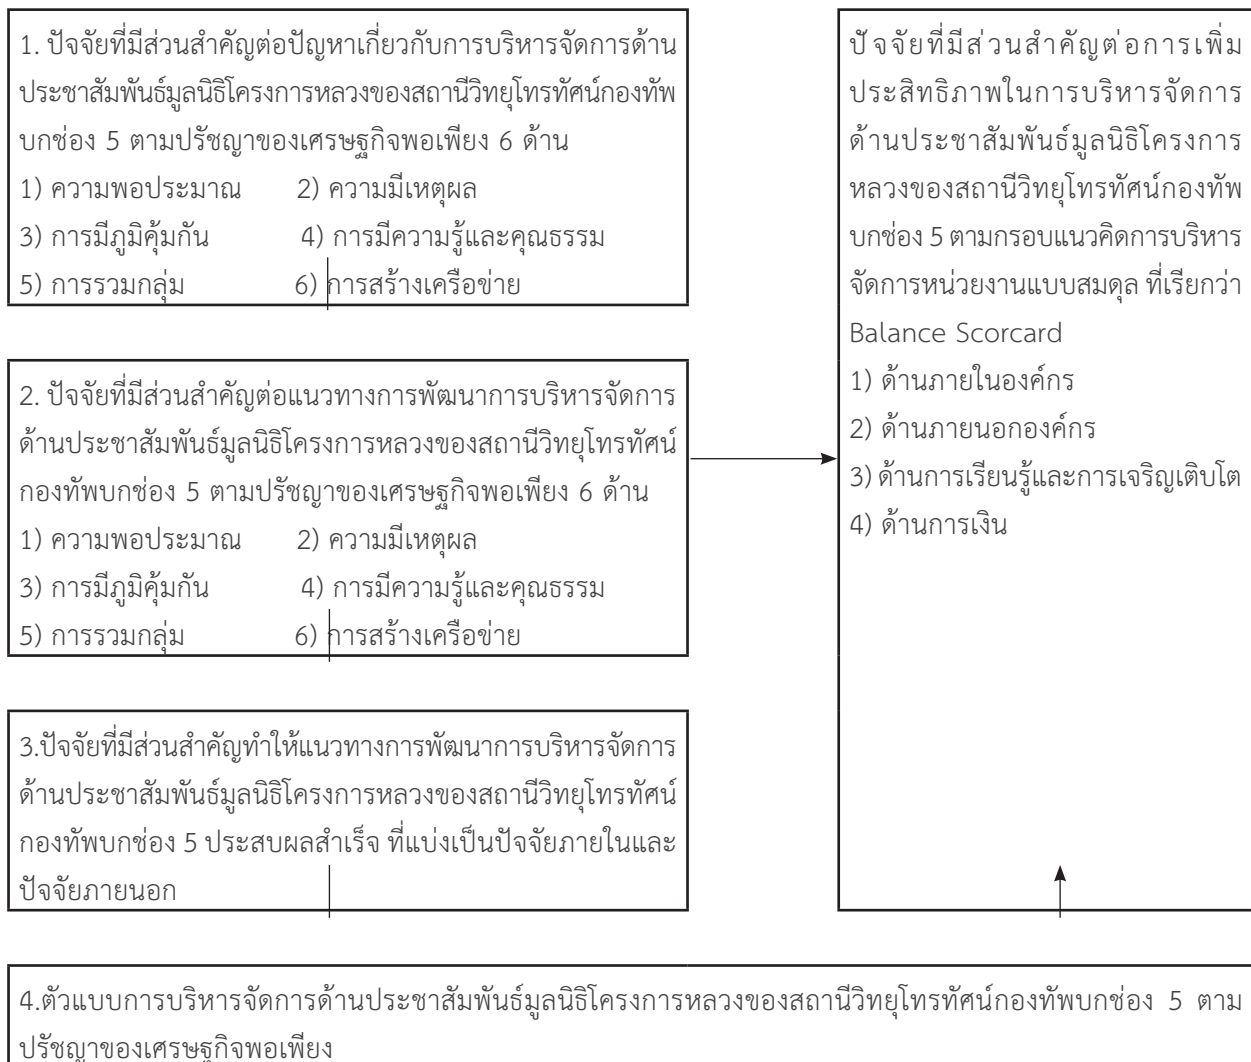 1. ปัจจัยที่มีส่วนสำคัญต่อปัญหาเกี่ยวกับการบริหารจัดการด้าน
ประชาสัมพันธ์มูลนิธิโครงการหลวงของสถานีวิทยุโทรทัศน์กองทัพ
บกช่อง 5 ตามปรัชญาของเศรษฐกิจพอเพียง 6 ด้าน
1) ความพอประมาณ 2) ความมีเหตุผล
3) การมีภูมิคุ้มกัน 4) การมีความรู้และคุณธรรม
5) การรวมกลุ่ม 6) การสร้างเครือข่าย
2. ปัจจัยที่มีส่วนสำคัญต่อแนวทางการพัฒนาการบริหารจัดการ
ด้านประชาสัมพันธ์มูลนิธิโครงการหลวงของสถานีวิทยุโทรทัศน์
กองทัพบกช่อง 5 ตามปรัชญาของเศรษฐกิจพอเพียง 6 ด้าน
1) ความพอประมาณ 2) ความมีเหตุผล
3) การมีภูมิคุ้มกัน 4) การมีความรู้และคุณธรรม
5) การรวมกลุ่ม 6) การสร้างเครือข่าย
3.ปัจจัยที่มีส่วนสำคัญทำให้แนวทางการพัฒนาการบริหารจัดการ
ด้านประชาสัมพันธ์มูลนิธิโครงการหลวงของสถานีวิทยุโทรทัศน์
กองทัพบกช่อง 5 ประสบผลสำเร็จ ที่แบ่งเป็นปัจจัยภายในและ
ปัจจัยภายนอก
ปัจจัยที่มีส่วนสำคัญต่อการเพิ่ม
ประสิทธิภาพในการบริหารจัดการ
ด้านประชาสัมพันธ์มูลนิธิโครงการ
หลวงของสถานีวิทยุโทรทัศน์กองทัพ
บกช่อง 5 ตามกรอบแนวคิดการบริหาร
จัดการหน่วยงานแบบสมดุล ที่เรียกว่า
Balance Scorcard
1) ด้านภายในองค์กร
2) ด้านภายนอกองค์กร
3) ด้านการเรียนรู้และการเจริญเติบโต
4) ด้านการเงิน
4.ตัวแบบการบริหารจัดการด้านประชาสัมพันธ์มูลนิธิโครงการหลวงของสถานีวิทยุโทรทัศน์กองทัพบกช่อง 5 ตาม
ปรัชญาของเศรษฐกิจพอเพียง